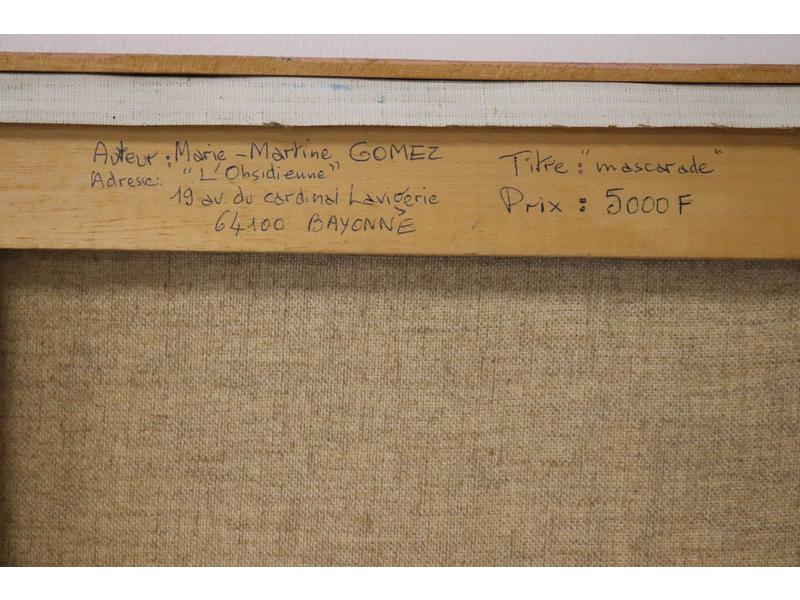 Auteur : Marie-Martine GOMEZ
Adresse: "L'Obsidienne"
19 av. du cardinal Lavigerie
64100 BAYONNE
Titre : "mascarade"
Prix : 5000 F